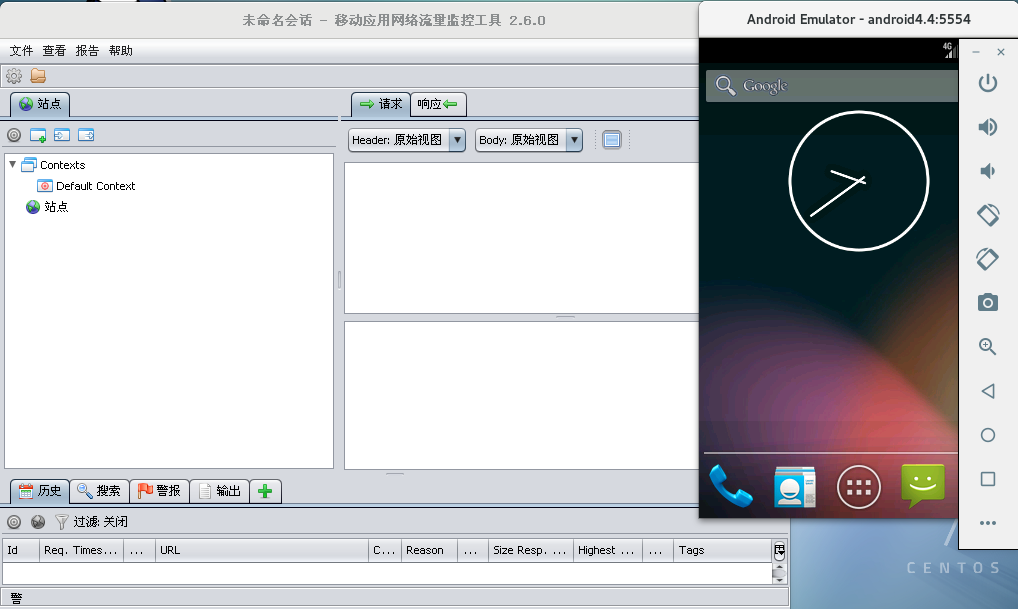 未命名会话 - 移动应用网络流量监控工具 2.6.0
Android Emulator - android4.4:5554
文件 查看 报告 帮助
4G
Google
站点
请求 响应
Header: 原始视图 Body: 原始视图
Contexts
Default Context
站点
历史 搜索 警报 输出
过滤: 关闭
Id Req. Times... ... URL C... Reason ... Size Resp. ... Highest ... ... Tags
警
7
CENTOS